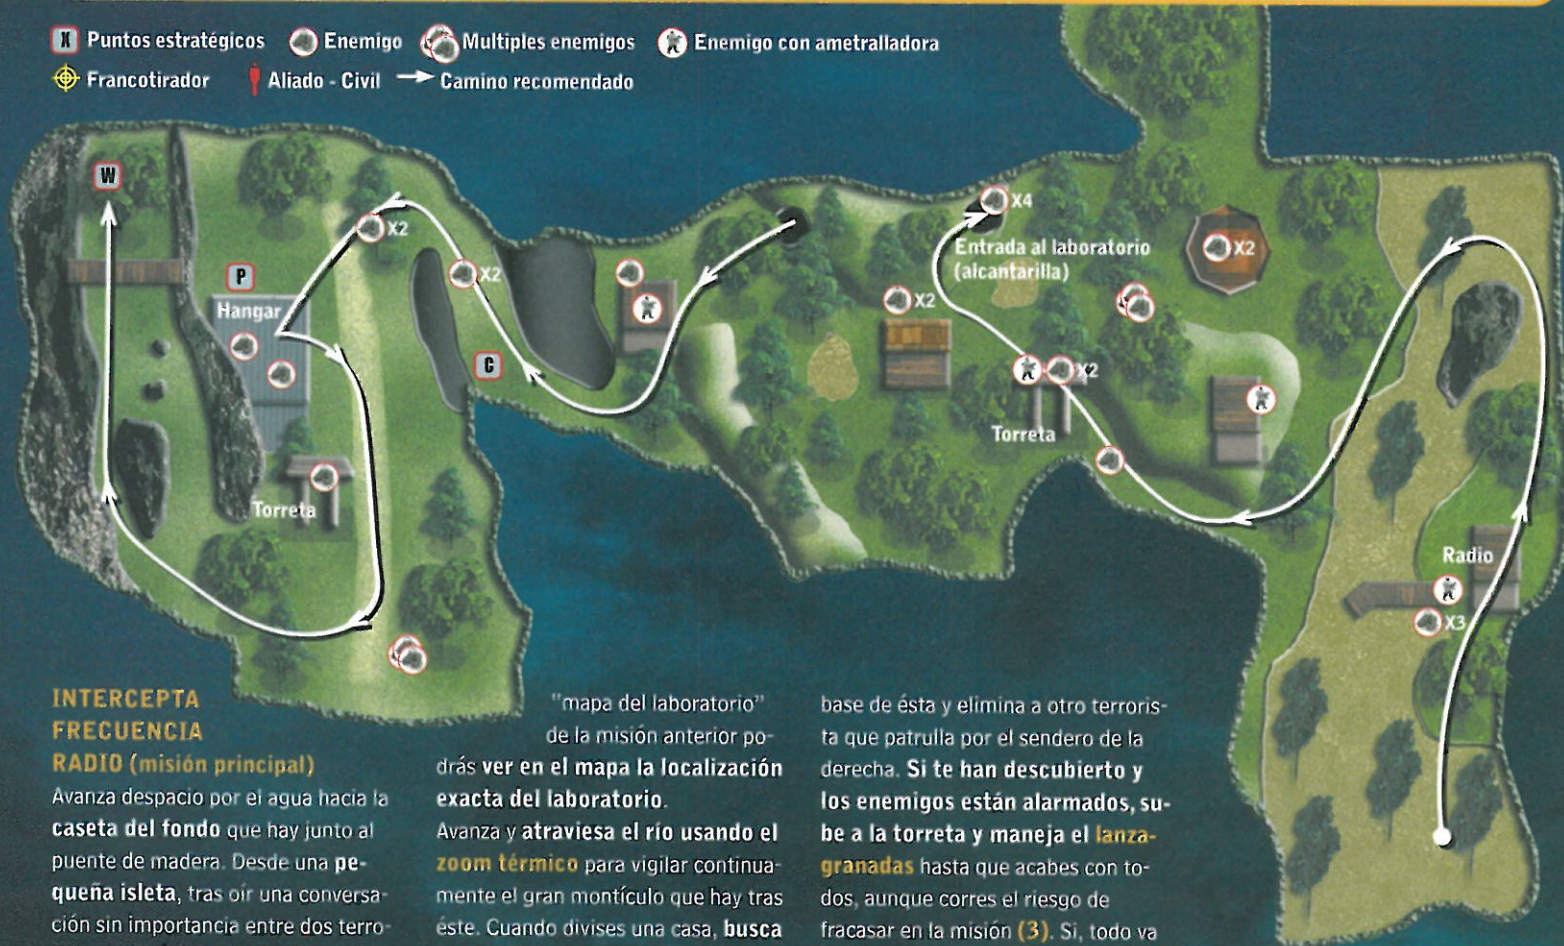 X Puntos estratégicos Enemigo Multiples enemigos Enemigo con ametralladora
Francotirador Aliado - Civil Camino recomendado
W
X2
P
Hangar
X2
C
Torreta
X4
Entrada al laboratorio
(alcantarilla)
X2
X2
X2
Torreta
Radio
X3
INTERCEPTA
FRECUENCIA
RADIO (misión principal)
Avanza despacio por el agua hacia la
caseta del fondo que hay junto al
puente de madera. Desde una pe-
queña isleta, tras oír una conversa-
ción sin importancia entre dos terro-
"mapa del laboratorio"
de la misión anterior po-
drás ver en el mapa la localización
exacta del laboratorio.
Avanza y atraviesa el río usando el
zoom térmico para vigilar continua-
mente el gran montículo que hay tras
éste. Cuando divises una casa, busca
base de ésta y elimina a otro terroris-
ta que patrulla por el sendero de la
derecha. Si te han descubierto y
los enemigos están alarmados, su-
be a la torreta y maneja el lanza-
granadas hasta que acabes con to-
dos, aunque corres el riesgo de
fracasar en la misión (3). Si, todo va